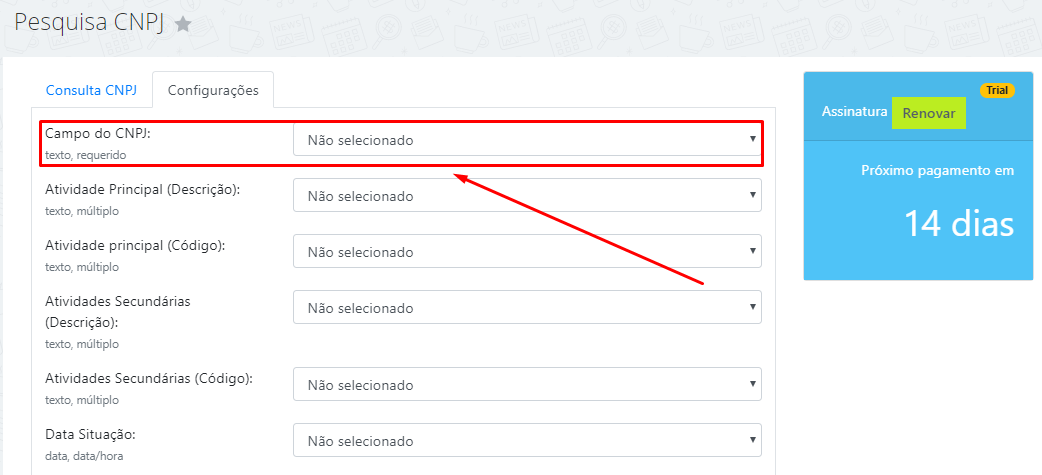 Pesquisa CNPJ
Consulta CNPJ
Configurações
Campo do CNPJ:
texto, requerido
Não selecionado
Atividade Principal (Descrição):
texto, múltiplo
Não selecionado
Atividade principal (Código):
texto, múltiplo
Não selecionado
Atividades Secundárias
(Descrição):
texto, múltiplo
Não selecionado
Atividades Secundárias (Código):
texto, múltiplo
Não selecionado
Data Situação:
data, data/hora
Não selecionado
Trial
Assinatura
Renovar
Próximo pagamento em
14 dias